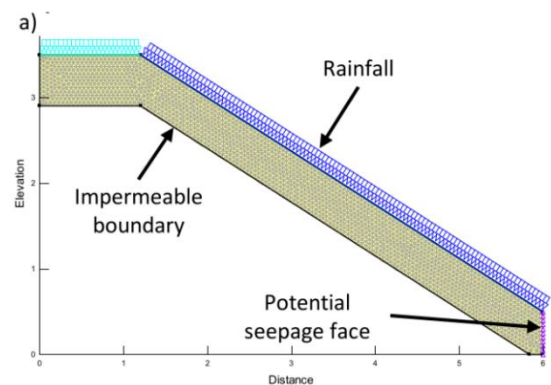 a)
Rainfall
3
Elevation
Impermeable
boundary
2
1
Potential
seepage face
0
0
1
2
3
4
5
6
Distance